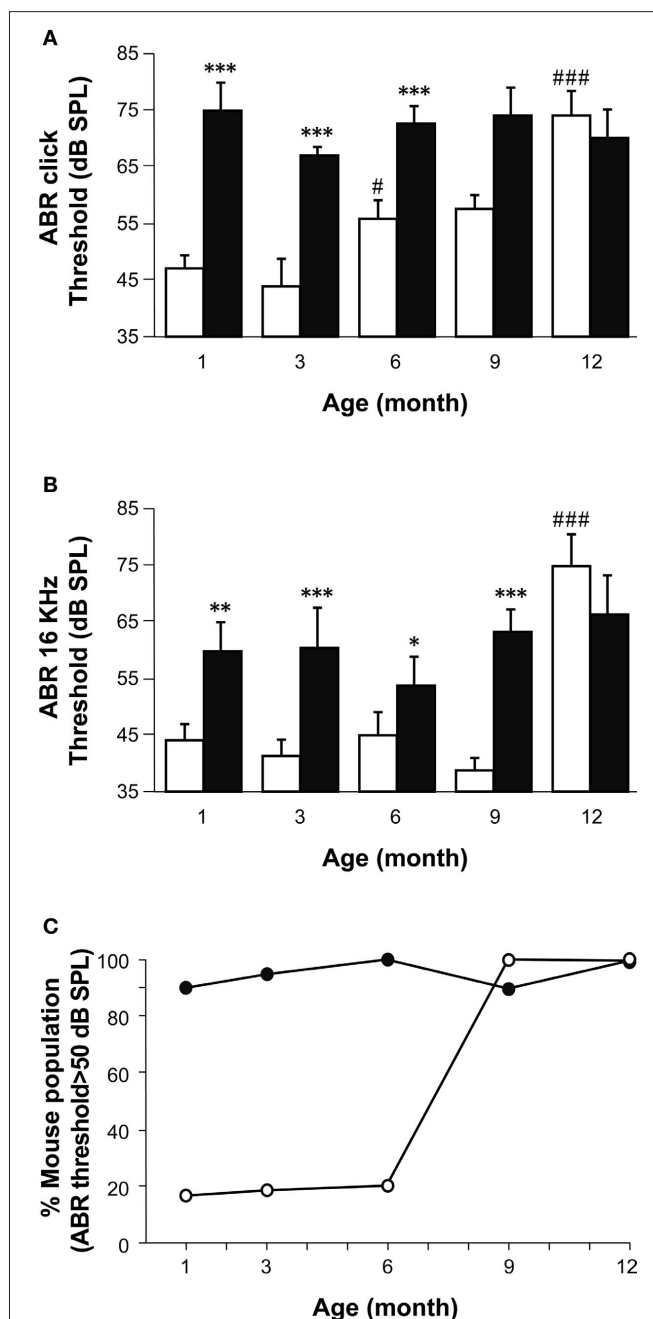 A
ABR click
Threshold (dB SPL)
85
75
65
55
45
35
***
***
#
***
###
1 3 6 9 12
Age (month)
B
ABR 16 KHz
Threshold (dB SPL)
85
75
65
55
45
35
**
***
*
***
###
1 3 6 9 12
Age (month)
C
% Mouse population
(ABR threshold>50 dB SPL)
100
80
60
40
20
0
1 3 6 9 12
Age (month)